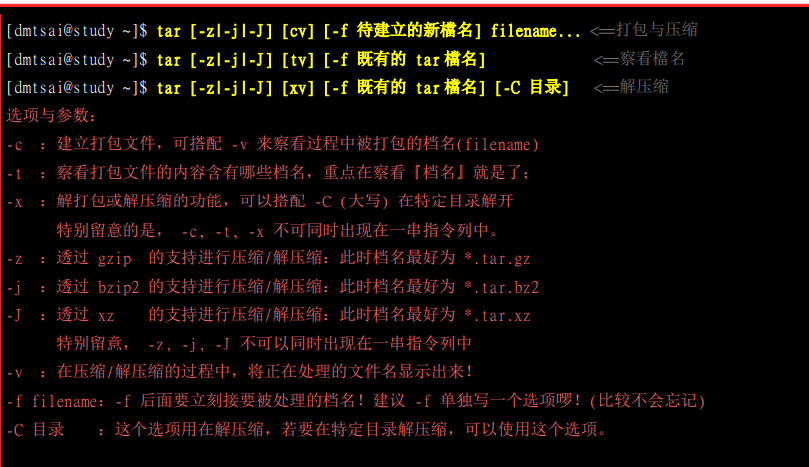 [dmtsai@study ~]$ tar [-z|-j|-J] [cv] [-f 待建立的新檔名] filename... <==打包与压缩
[dmtsai@study ~]$ tar [-z|-j|-J] [tv] [-f 既有的 tar檔名] <==察看檔名
[dmtsai@study ~]$ tar [-z|-j|-J] [xv] [-f 既有的 tar檔名] [-C 目录] <==解压缩
选项与参数：
-c ：建立打包文件，可搭配 -v 来察看过程中被打包的档名(filename)
-t ：察看打包文件的内容含有哪些档名，重点在察看『档名』就是了；
-x ：解打包或解压缩的功能，可以搭配 -C (大写) 在特定目录解开
特别留意的是， -c, -t, -x 不可同时出现在一串指令列中。
-z ：透过 gzip 的支持进行压缩/解压缩：此时档名最好为 *.tar.gz
-j ：透过 bzip2 的支持进行压缩/解压缩：此时档名最好为 *.tar.bz2
-J ：透过 xz 的支持进行压缩/解压缩：此时档名最好为 *.tar.xz
特别留意， -z, -j, -J 不可以同时出现在一串指令列中
-v ：在压缩/解压缩的过程中，将正在处理的文件名显示出来！
-f filename：-f 后面要立刻接要被处理的档名！建议 -f 单独写一个选项啰！(比较不会忘记)
-C 目录 ：这个选项用在解压缩，若要在特定目录解压缩，可以使用这个选项。